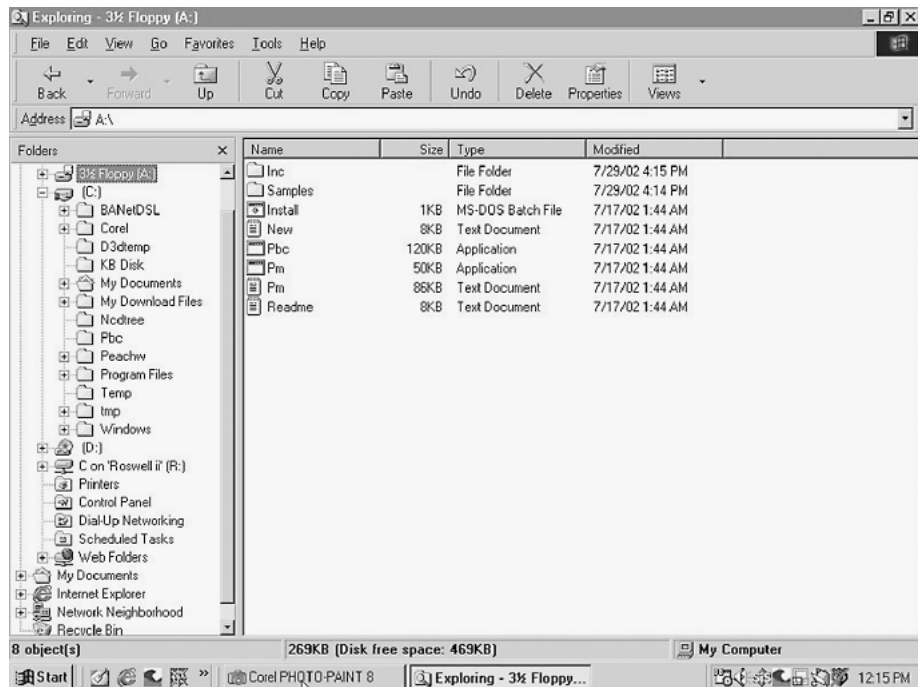 Exploring - 3½ Floppy (A:)
File Edit View Go Favorites Tools Help
Back Forward Up Cut Copy Paste Undo Delete Properties Views
Address A:\
Folders
3½ Floppy (A:)
(C:)
BANetDSL
Corel
D3dtemp
KB Disk
My Documents
My Download Files
Ncdtree
Pbc
Peachw
Program Files
Temp
tmp
Windows
(D:)
C on 'Roswell ii' (R:)
Printers
Control Panel
Dial-Up Networking
Scheduled Tasks
Web Folders
My Documents
Internet Explorer
Network Neighborhood
Recycle Bin
Name Size Type Modified
Inc File Folder 7/29/02 4:15 PM
Samples File Folder 7/29/02 4:14 PM
Install 1KB MS-DOS Batch File 7/17/02 1:44 AM
New 8KB Text Document 7/17/02 1:44 AM
Pbc 120KB Application 7/17/02 1:44 AM
Pm 50KB Application 7/17/02 1:44 AM
Pm 86KB Text Document 7/17/02 1:44 AM
Readme 8KB Text Document 7/17/02 1:44 AM
8 object(s) 269KB (Disk free space: 469KB) My Computer
Start » Corel PHOTO-PAINT 8 Exploring - 3½ Floppy... 12:15 PM